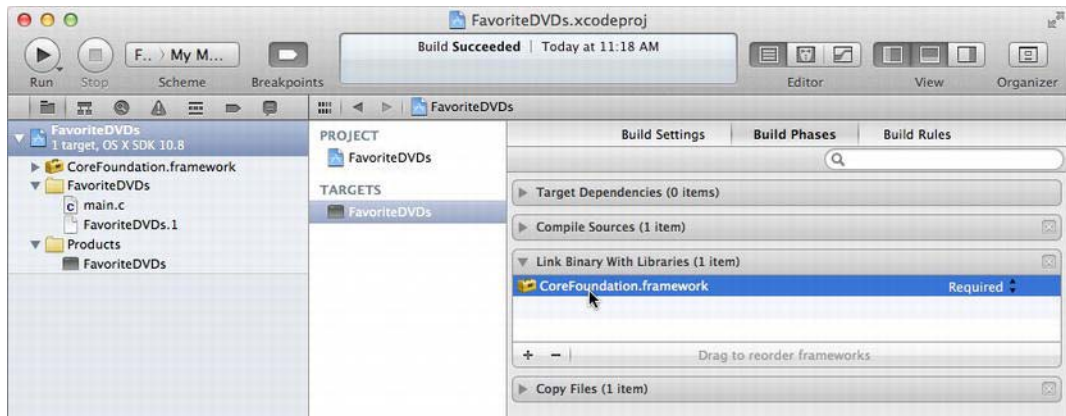 FavoriteDVDs.xcodeproj
F.. 〉 My M...
Build Succeeded | Today at 11:18 AM
Run Stop Scheme Breakpoints Editor View Organizer
FavoriteDVDs
FavoriteDVDs
1 target, OS X SDK 10.8
CoreFoundation.framework
FavoriteDVDs
main.c
FavoriteDVDs.1
Products
FavoriteDVDs
PROJECT
FavoriteDVDs
TARGETS
FavoriteDVDs
Build Settings Build Phases Build Rules
Target Dependencies (0 items)
Compile Sources (1 item)
Link Binary With Libraries (1 item)
CoreFoundation.framework Required
+ −
Drag to reorder frameworks
Copy Files (1 item)